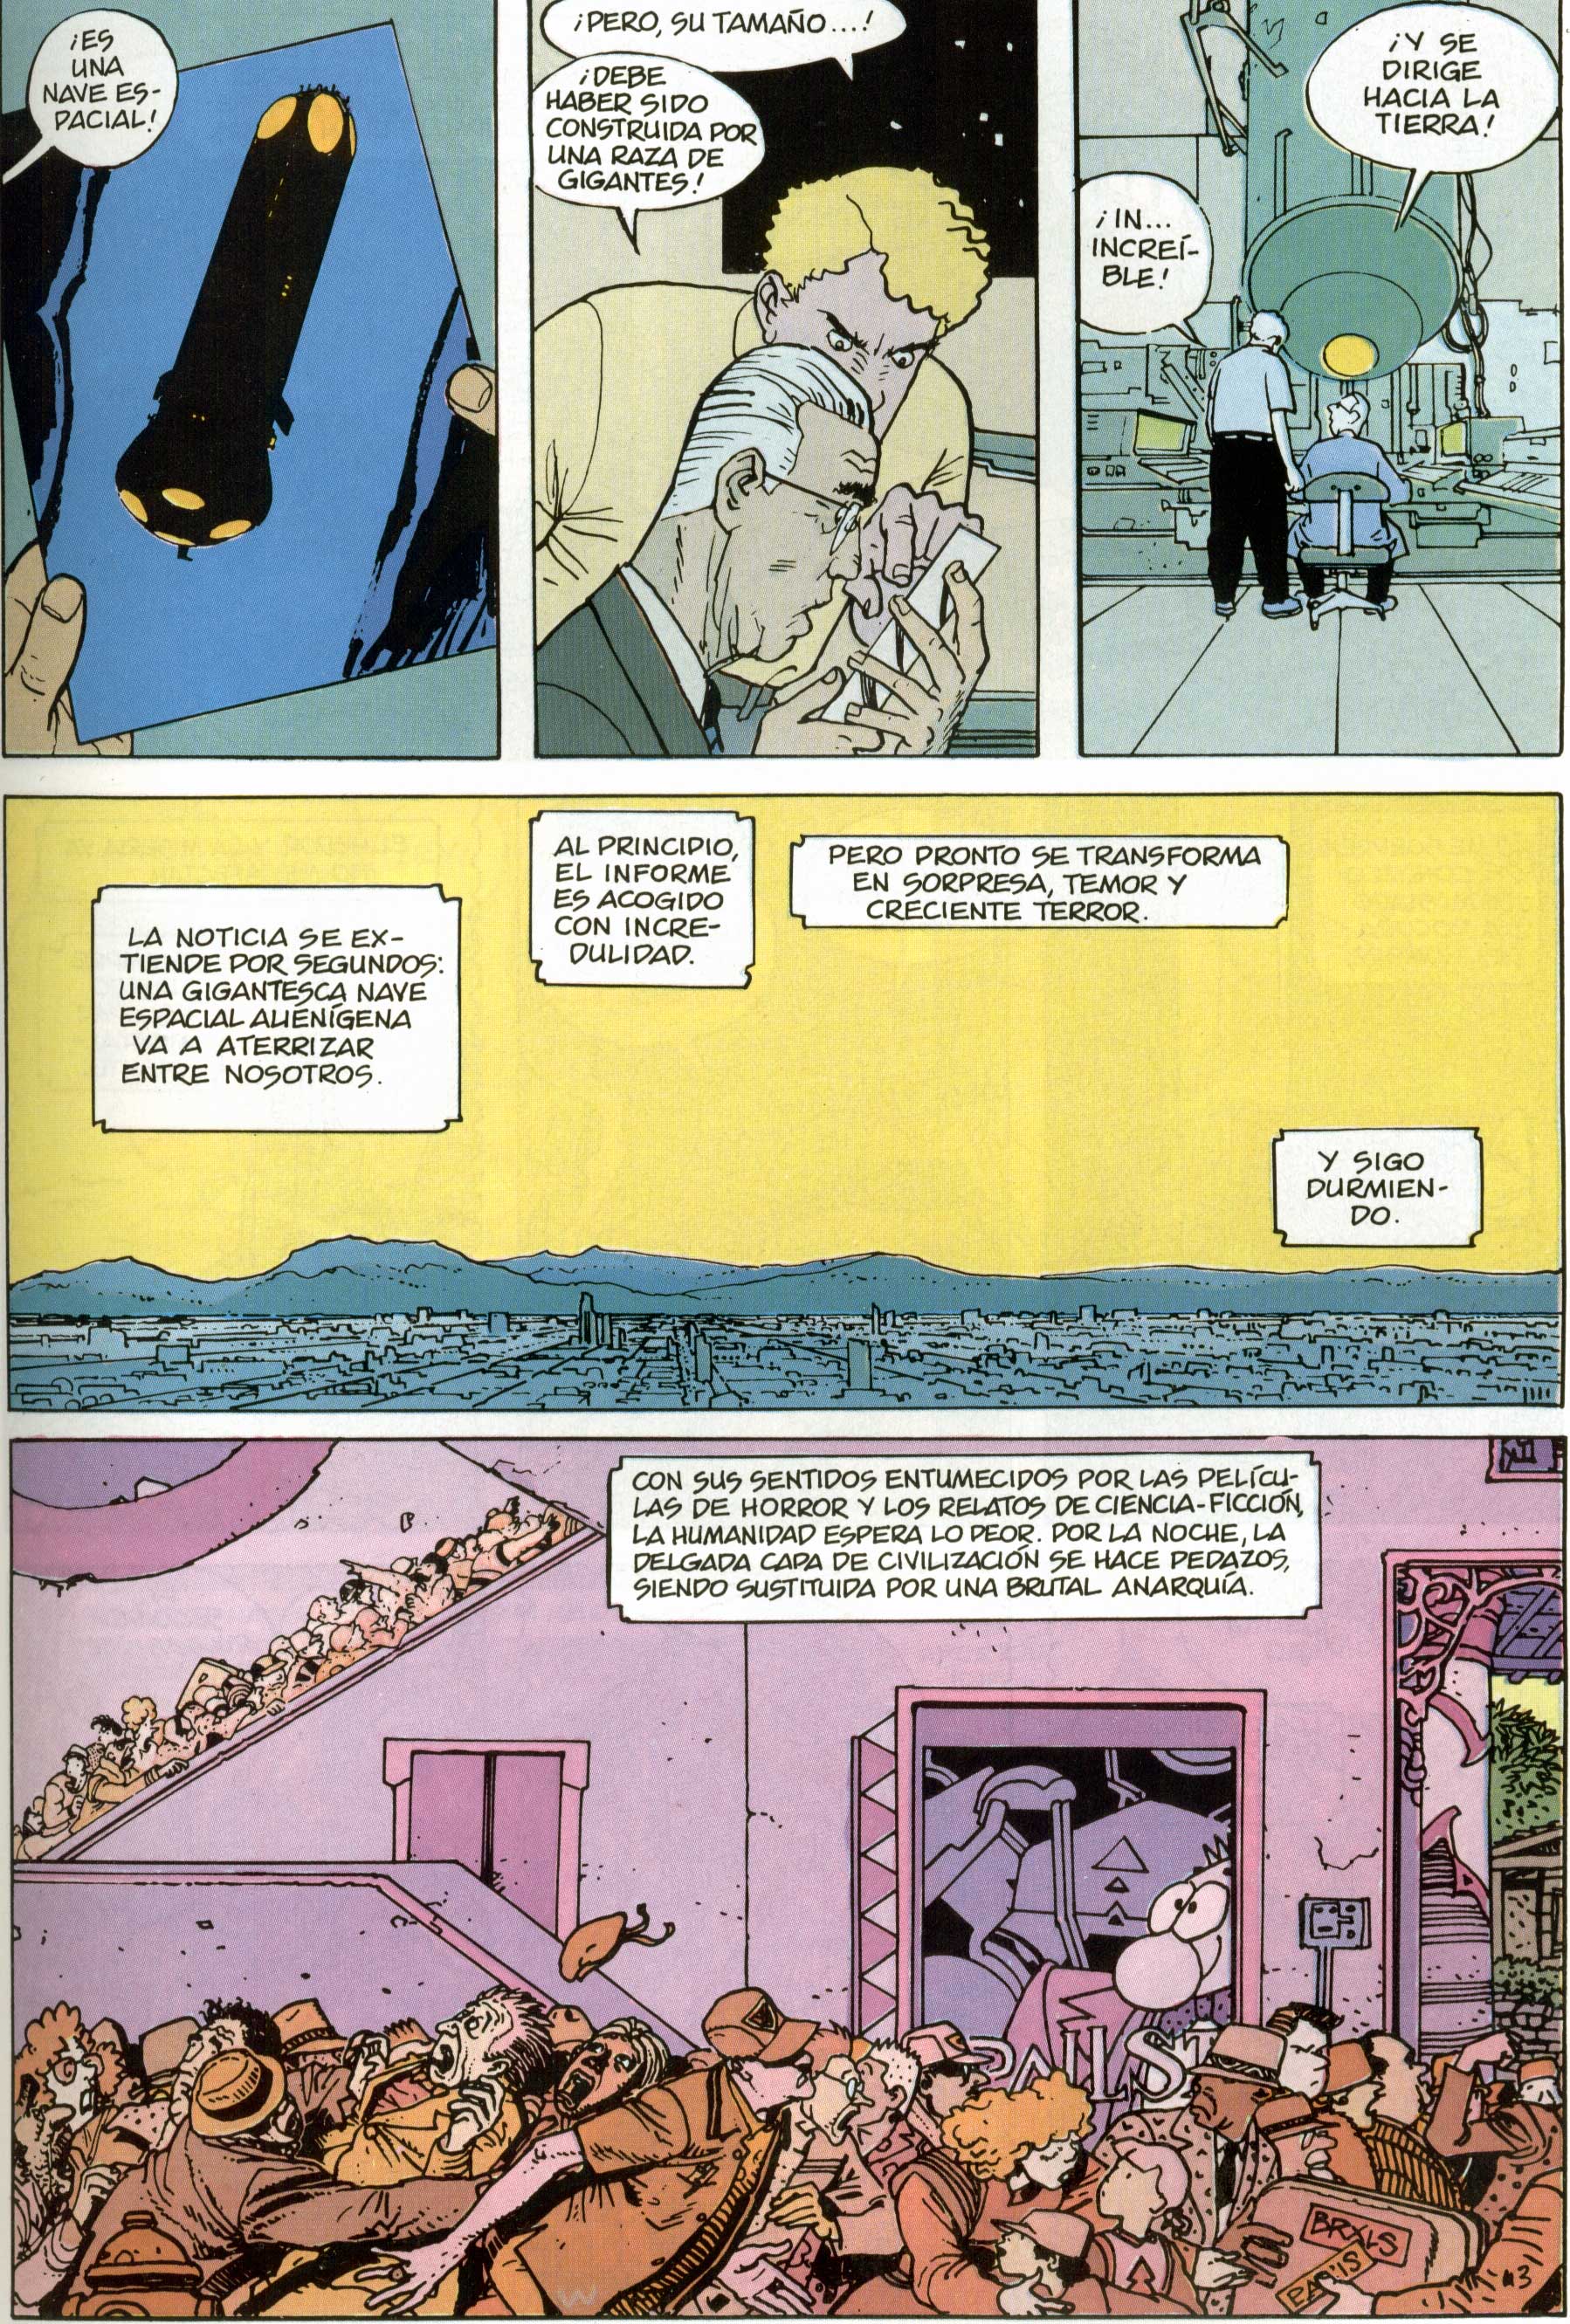 ¡ES
UNA
NAVE ES-
PACIAL!
¡PERO, SU TAMAÑO...!
¡DEBE
HABER SIDO
CONSTRUIDA POR
UNA RAZA DE
GIGANTES!
¡Y SE
DIRIGE
HACIA LA
TIERRA!
¡IN...
INCREÍ-
BLE!
LA NOTICIA SE EX-
TIENDE POR SEGUNDOS:
UNA GIGANTESCA NAVE
ESPACIAL ALIENÍGENA
VA A ATERRIZAR
ENTRE NOSOTROS.
AL PRINCIPIO,
EL INFORME
ES ACOGIDO
CON INCRE-
DULIDAD.
PERO PRONTO SE TRANSFORMA
EN SORPRESA, TEMOR Y
CRECIENTE TERROR.
Y SIGO
DURMIEN-
DO.
CON SUS SENTIDOS ENTUMECIDOS POR LAS PELÍCU-
LAS DE HORROR Y LOS RELATOS DE CIENCIA-FICCIÓN,
LA HUMANIDAD ESPERA LO PEOR. POR LA NOCHE, LA
DELGADA CAPA DE CIVILIZACIÓN SE HACE PEDAZOS,
SIENDO SUSTITUIDA POR UNA BRUTAL ANARQUÍA.
BRXLS
PARIS